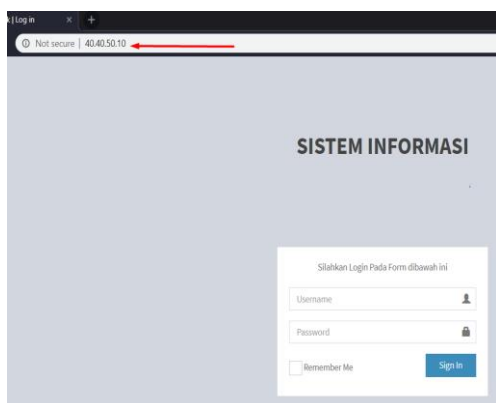 k | Log in
Not secure | 40.40.50.10
SISTEM INFORMASI
Silahkan Login Pada Form dibawah ini
Username
Password
Remember Me
Sign In